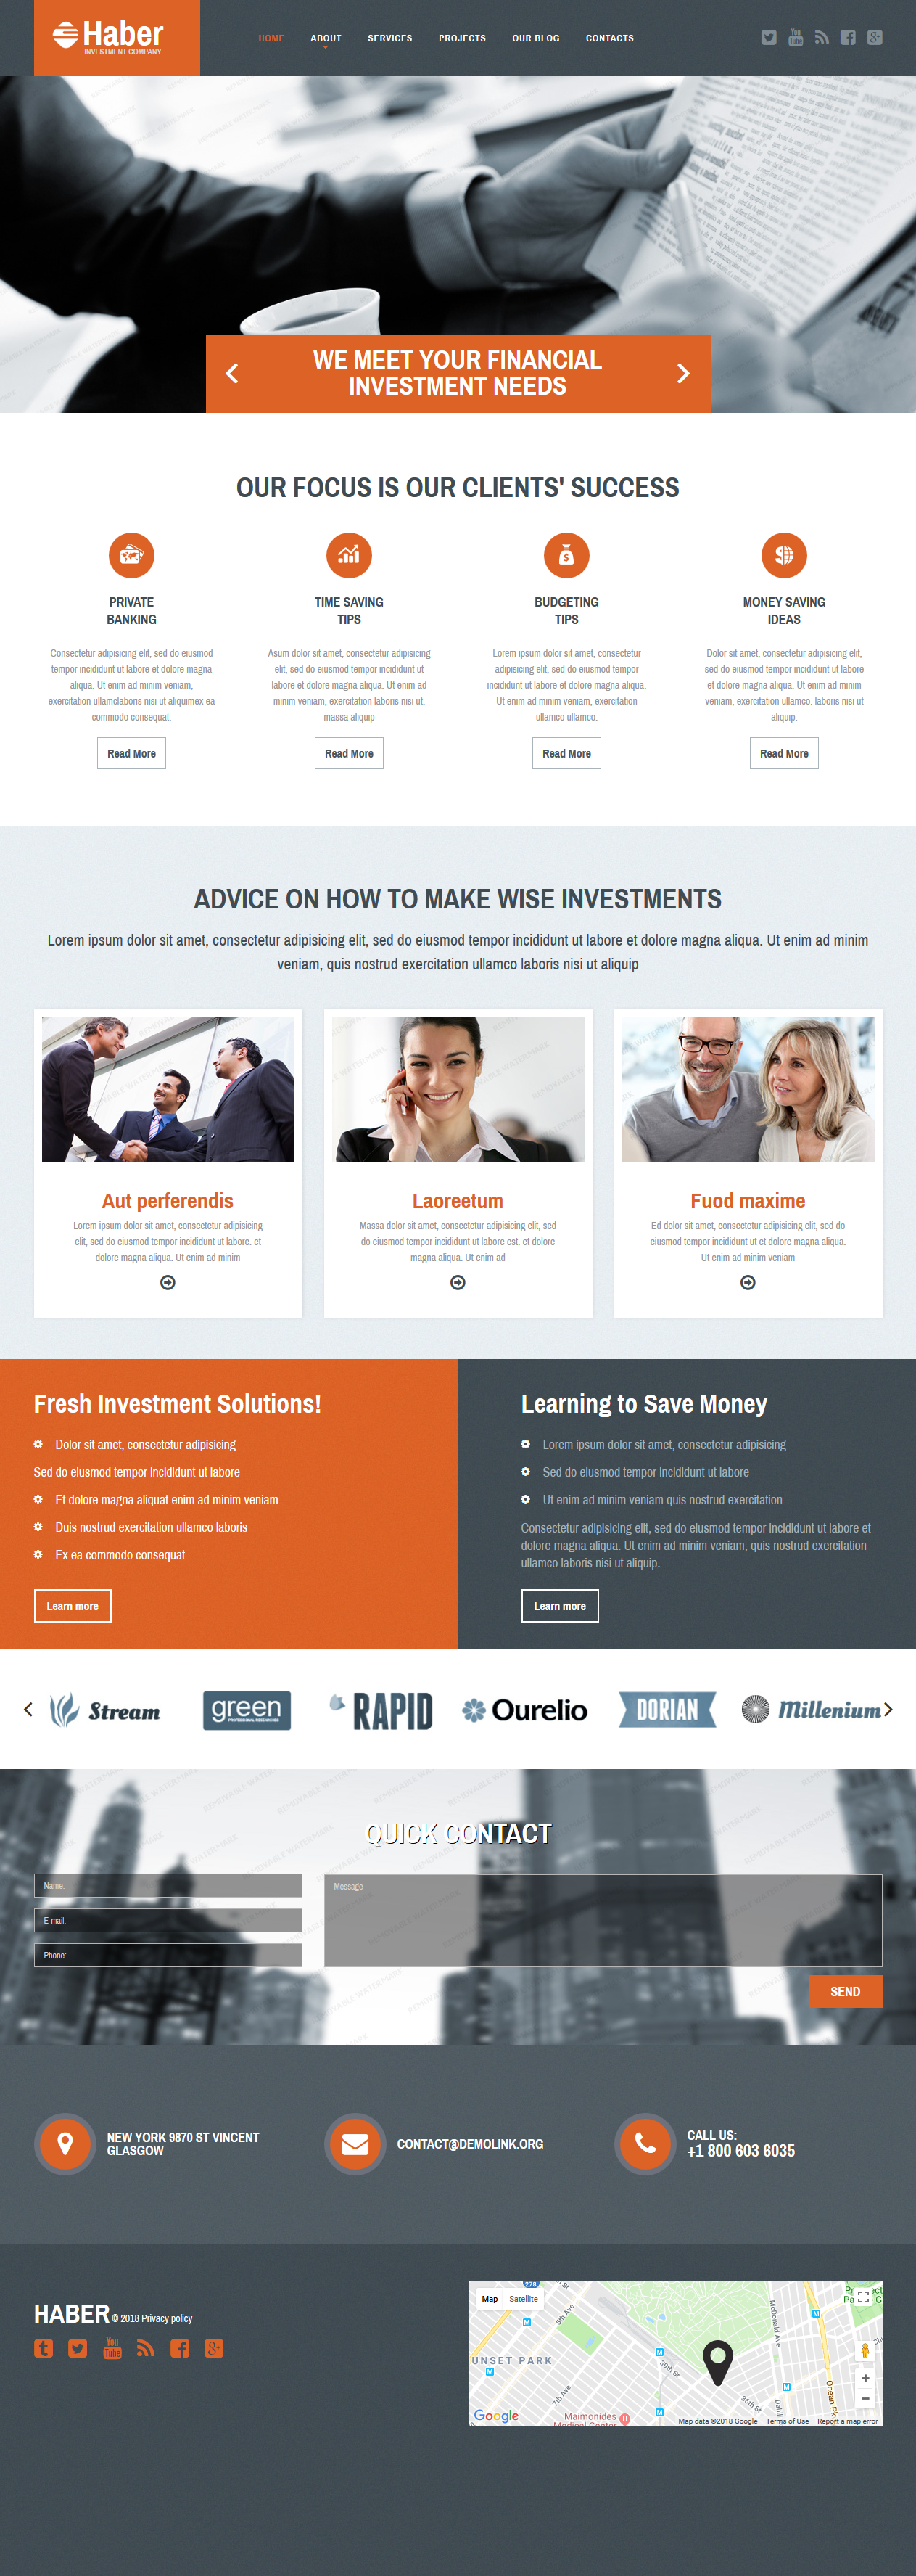 Haber
INVESTMENT COMPANY
HOME ABOUT SERVICES PROJECTS OUR BLOG CONTACTS
You
Tube
WE MEET YOUR FINANCIAL
INVESTMENT NEEDS
OUR FOCUS IS OUR CLIENTS' SUCCESS
PRIVATE
BANKING
Consectetur adipisicing elit, sed do eiusmod
tempor incididunt ut labore et dolore magna
aliqua. Ut enim ad minim veniam,
exercitation ullamclaboris nisi ut aliquimex ea
commodo consequat.
Read More
TIME SAVING
TIPS
Asum dolor sit amet, consectetur adipisicing
elit, sed do eiusmod tempor incididunt ut
labore et dolore magna aliqua. Ut enim ad
minim veniam, exercitation laboris nisi ut.
massa aliquip
Read More
BUDGETING
TIPS
Lorem ipsum dolor sit amet, consectetur
adipisicing elit, sed do eiusmod tempor
incididunt ut labore et dolore magna aliqua.
Ut enim ad minim veniam, exercitation
ullamco ullamco.
Read More
MONEY SAVING
IDEAS
Dolor sit amet, consectetur adipisicing elit,
sed do eiusmod tempor incididunt ut labore
et dolore magna aliqua. Ut enim ad minim
veniam, exercitation ullamco. laboris nisi ut
aliquip.
Read More
ADVICE ON HOW TO MAKE WISE INVESTMENTS
Lorem ipsum dolor sit amet, consectetur adipisicing elit, sed do eiusmod tempor incididunt ut labore et dolore magna aliqua. Ut enim ad minim
veniam, quis nostrud exercitation ullamco laboris nisi ut aliquip
Aut perferendis
Lorem ipsum dolor sit amet, consectetur adipisicing
elit, sed do eiusmod tempor incididunt ut labore. et
dolore magna aliqua. Ut enim ad minim
Laoreetum
Massa dolor sit amet, consectetur adipisicing elit, sed
do eiusmod tempor incididunt ut labore est. et dolore
magna aliqua. Ut enim ad
Fuod maxime
Ed dolor sit amet, consectetur adipisicing elit, sed do
eiusmod tempor incididunt ut et dolore magna aliqua.
Ut enim ad minim veniam
Fresh Investment Solutions!
Dolor sit amet, consectetur adipisicing
Sed do eiusmod tempor incididunt ut labore
Et dolore magna aliquat enim ad minim veniam
Duis nostrud exercitation ullamco laboris
Ex ea commodo consequat
Learn more
Learning to Save Money
Lorem ipsum dolor sit amet, consectetur adipisicing
Sed do eiusmod tempor incididunt ut labore
Ut enim ad minim veniam quis nostrud exercitation
Consectetur adipisicing elit, sed do eiusmod tempor incididunt ut labore et
dolore magna aliqua. Ut enim ad minim veniam, quis nostrud exercitation
ullamco laboris nisi ut aliquip.
Learn more
Stream
green
PROFESSIONAL RESEARCHES
RAPID
Ourelio
DORIAN
Millenium
QUICK CONTACT
Name:
E-mail:
Phone:
Message
SEND
NEW YORK 9870 ST VINCENT
GLASGOW
CONTACT@DEMOLINK.ORG
CALL US:
+1 800 603 6035
HABER © 2018 Privacy policy
You
Tube
Map Satellite
278
5th Ave
UNSET PARK
7th Ave
39th St
36th St
McDonald Ave
Ocean Pk
Dahil
Maimonides
Medical Center
Google
Map data ©2018 Google Terms of Use Report a map error